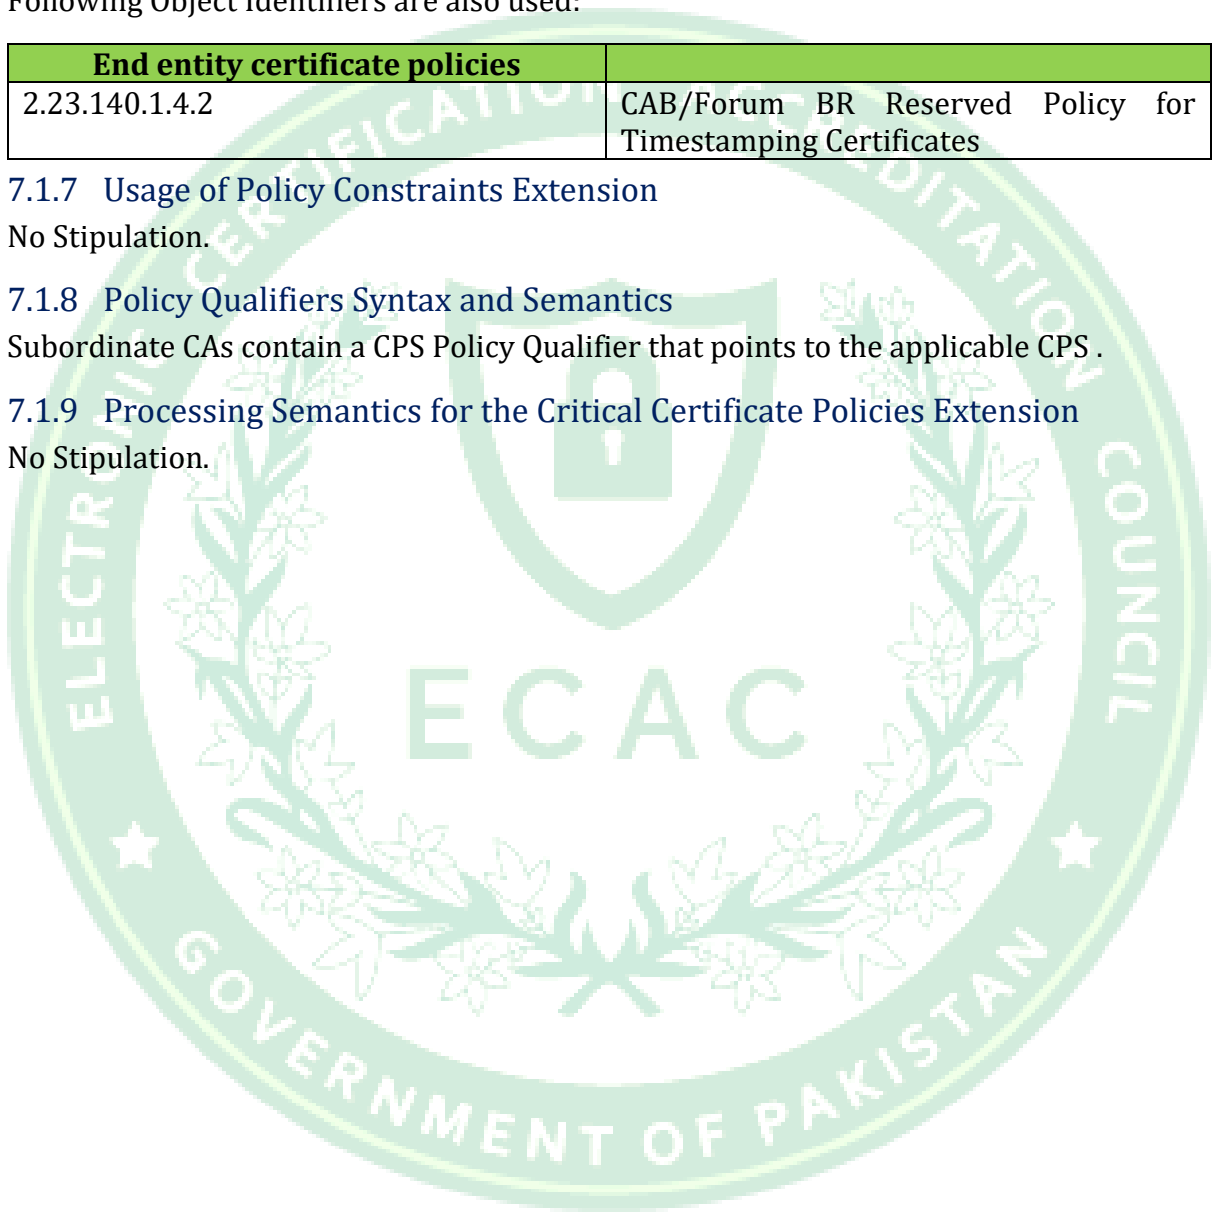 Following Object Identifiers are also used:
End entity certificate policies
2.23.140.1.4.2
CAB/Forum BR Reserved Policy for
Timestamping Certificates
7.1.7 Usage of Policy Constraints Extension
No Stipulation.
7.1.8 Policy Qualifiers Syntax and Semantics
Subordinate CAs contain a CPS Policy Qualifier that points to the applicable CPS .
7.1.9 Processing Semantics for the Critical Certificate Policies Extension
No Stipulation.
ELECTRONIC CERTIFICATION ACCREDITATION COUNCIL
ECAC
GOVERNMENT OF PAKISTAN